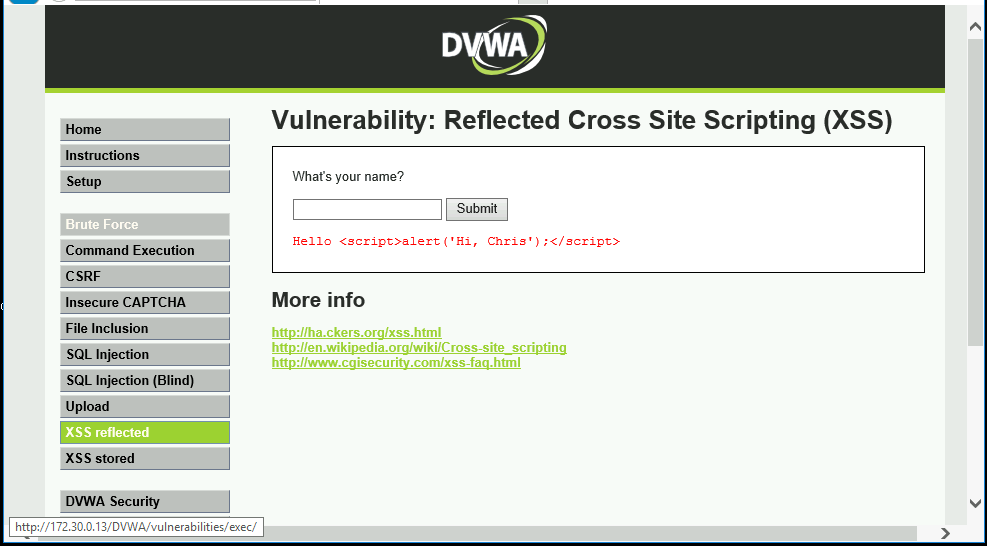 DVWA
Vulnerability: Reflected Cross Site Scripting (XSS)
Home
Instructions
Setup
Brute Force
Command Execution
CSRF
Insecure CAPTCHA
File Inclusion
SQL Injection
SQL Injection (Blind)
Upload
XSS reflected
XSS stored
DVWA Security
What's your name?
Submit
Hello <script>alert('Hi, Chris');</script>
More info
http://ha.ckers.org/xss.html
http://en.wikipedia.org/wiki/Cross-site_scripting
http://www.cgisecurity.com/xss-faq.html
http://172.30.0.13/DVWA/vulnerabilities/exec/